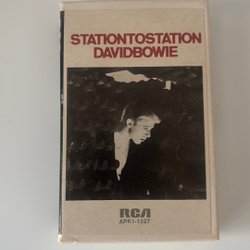 STATIONTOSTATION
DAVIDBOWIE
RCA
APK1-1327